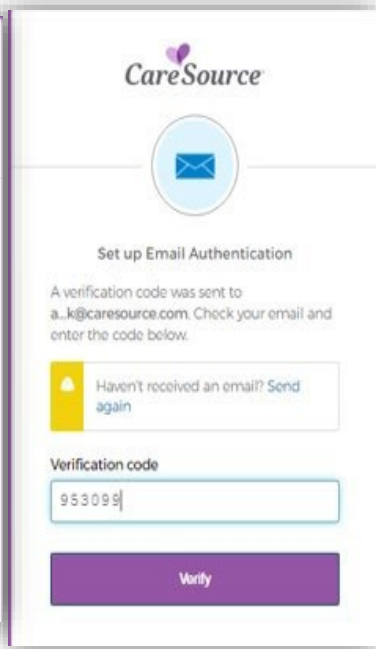 CareSource
Set up Email Authentication
A verification code was sent to
a...k@caresource.com. Check your email and
enter the code below.
Haven't received an email? Send
again
Verification code
953099
Verify